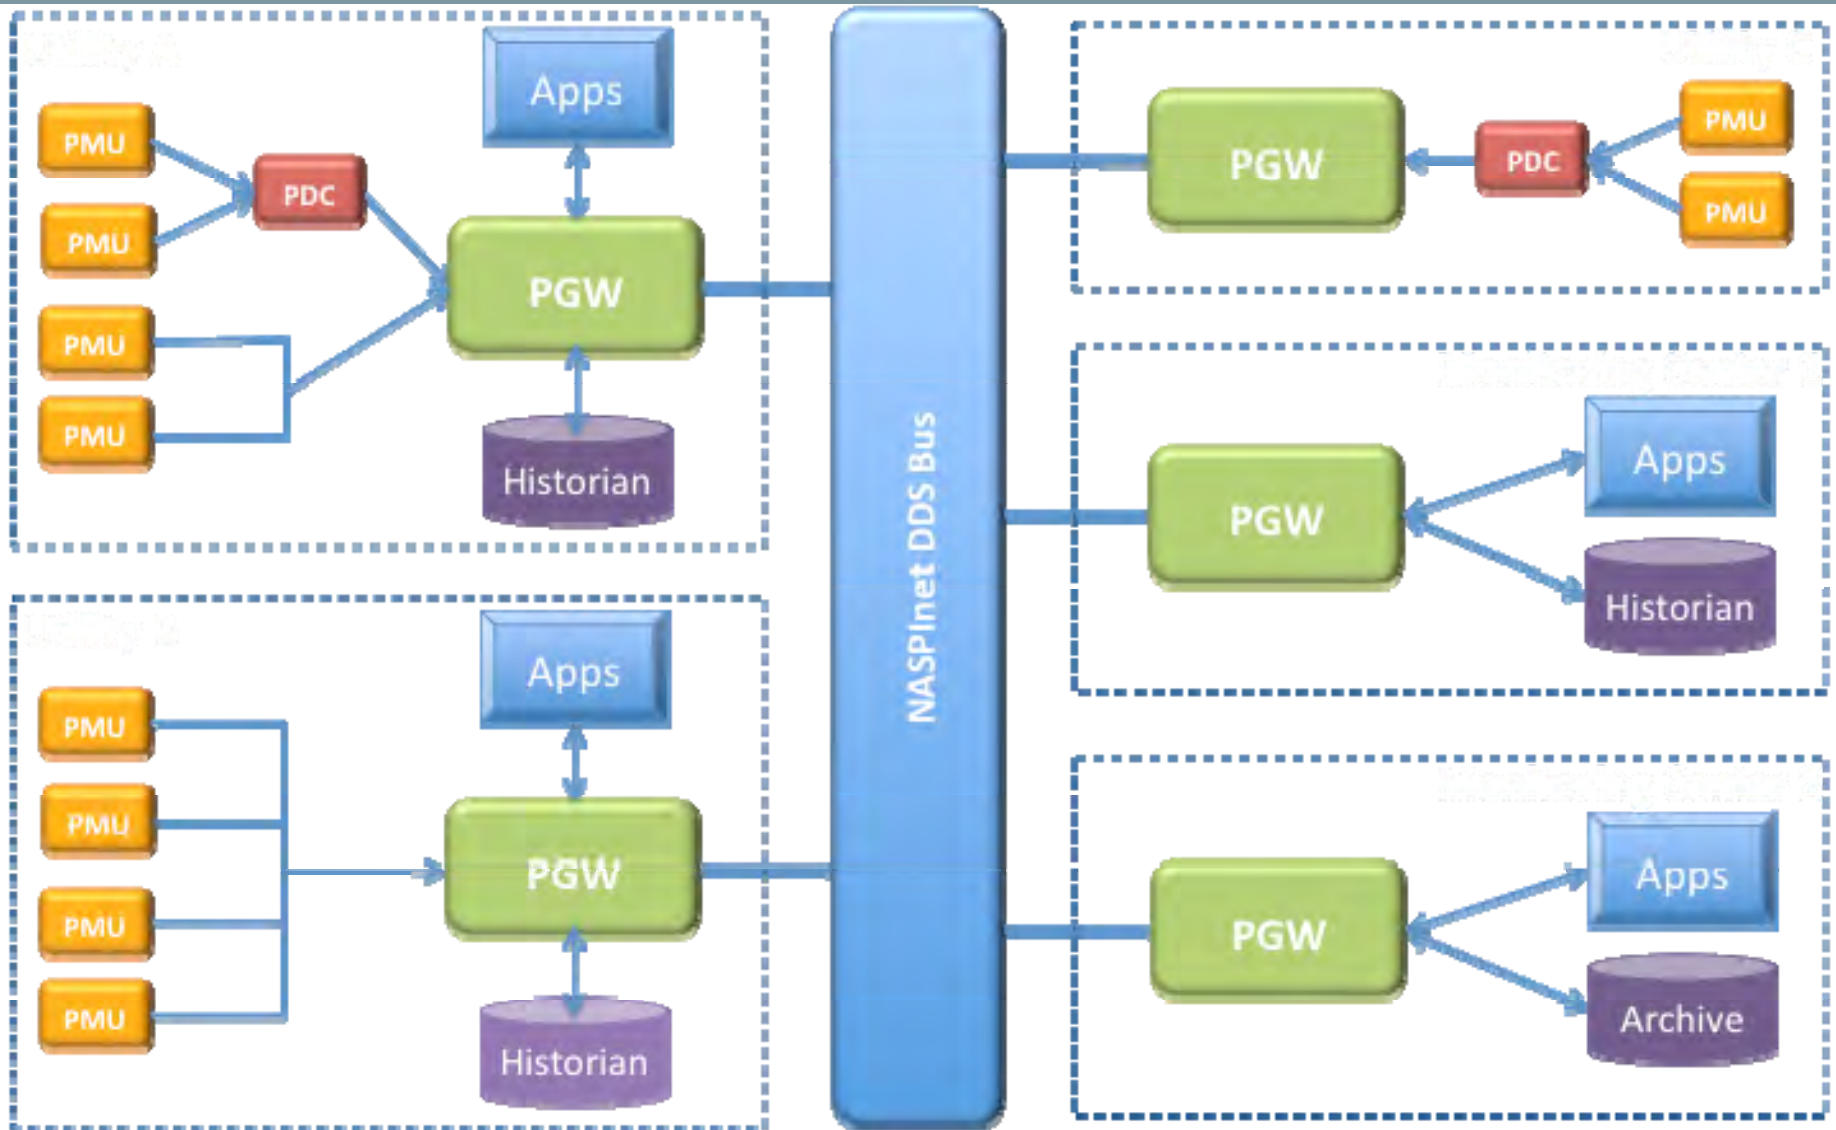 Apps
PMU
PDC
PMU
PGW
PMU
PMU
Historian
Apps
PMU
PMU
PGW
PMU
PMU
Historian
NASPInet DDS Bus
PGW
PDC
PMU
PMU
PGW
Apps
Historian
PGW
Apps
Archive